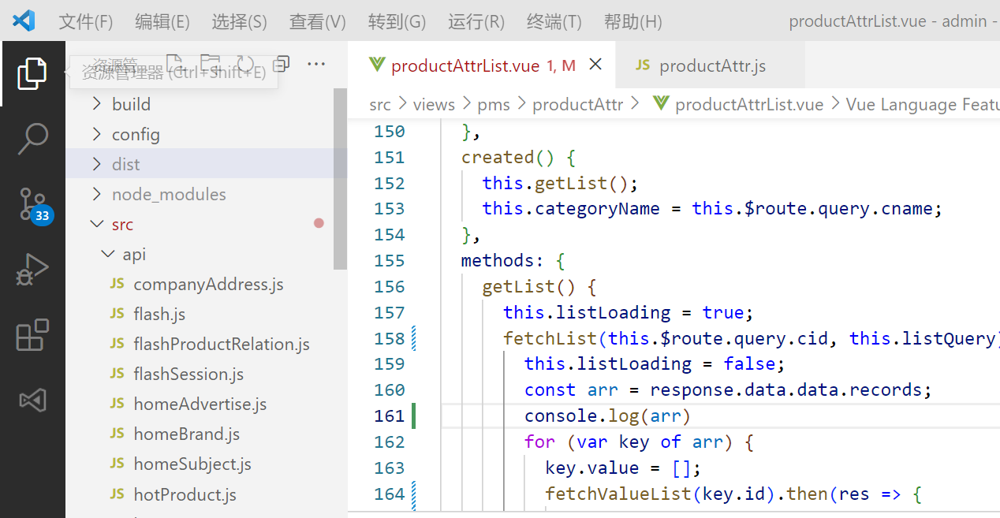 文件(F) 编辑(E) 选择(S) 查看(V) 转到(G) 运行(R) 终端(T) 帮助(H) productAttrList.vue - admin -
资源管...
资源管理器 (Ctrl+Shift+E)
build
config
dist
node_modules
src
api
JS companyAddress.js
JS flash.js
JS flashProductRelation.js
JS flashSession.js
JS homeAdvertise.js
JS homeBrand.js
JS homeSubject.js
JS hotProduct.js
33
productAttrList.vue 1, M
JS productAttr.js
src > views > pms > productAttr > productAttrList.vue > Vue Language Featu
150 },
151 created() {
152 this.getList();
153 this.categoryName = this.$route.query.cname;
154 },
155 methods: {
156 getList() {
157 this.listLoading = true;
158 fetchList(this.$route.query.cid, this.listQuery)
159 this.listLoading = false;
160 const arr = response.data.data.records;
161 console.log(arr)
162 for (var key of arr) {
163 key.value = [];
164 fetchValueList(key.id).then(res => {